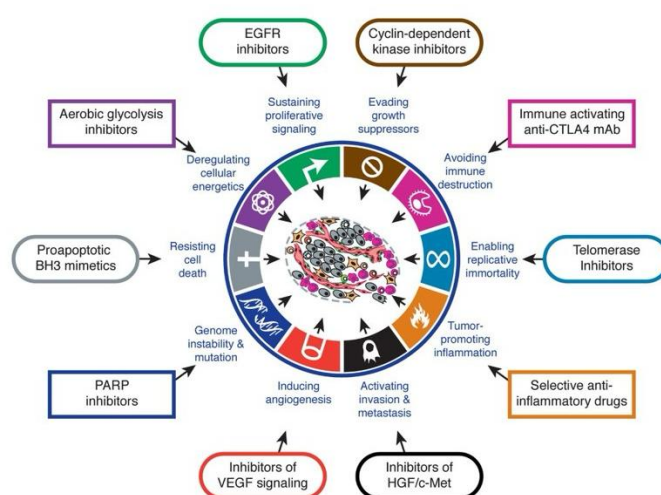 EGFR
inhibitors
Cyclin-dependent
kinase inhibitors
Sustaining
proliferative
signaling
Evading
growth
suppressors
Aerobic glycolysis
inhibitors
Immune activating
anti-CTLA4 mAb
Deregulating
cellular
energetics
Avoiding
immune
destruction
Proapoptotic
BH3 mimetics
Resisting
cell
death
Enabling
replicative
immortality
Telomerase
Inhibitors
Genome
instability &
mutation
Tumor-
promoting
inflammation
PARP
inhibitors
Inducing
angiogenesis
Activating
invasion &
metastasis
Selective anti-
inflammatory drugs
Inhibitors of
VEGF signaling
Inhibitors of
HGF/c-Met